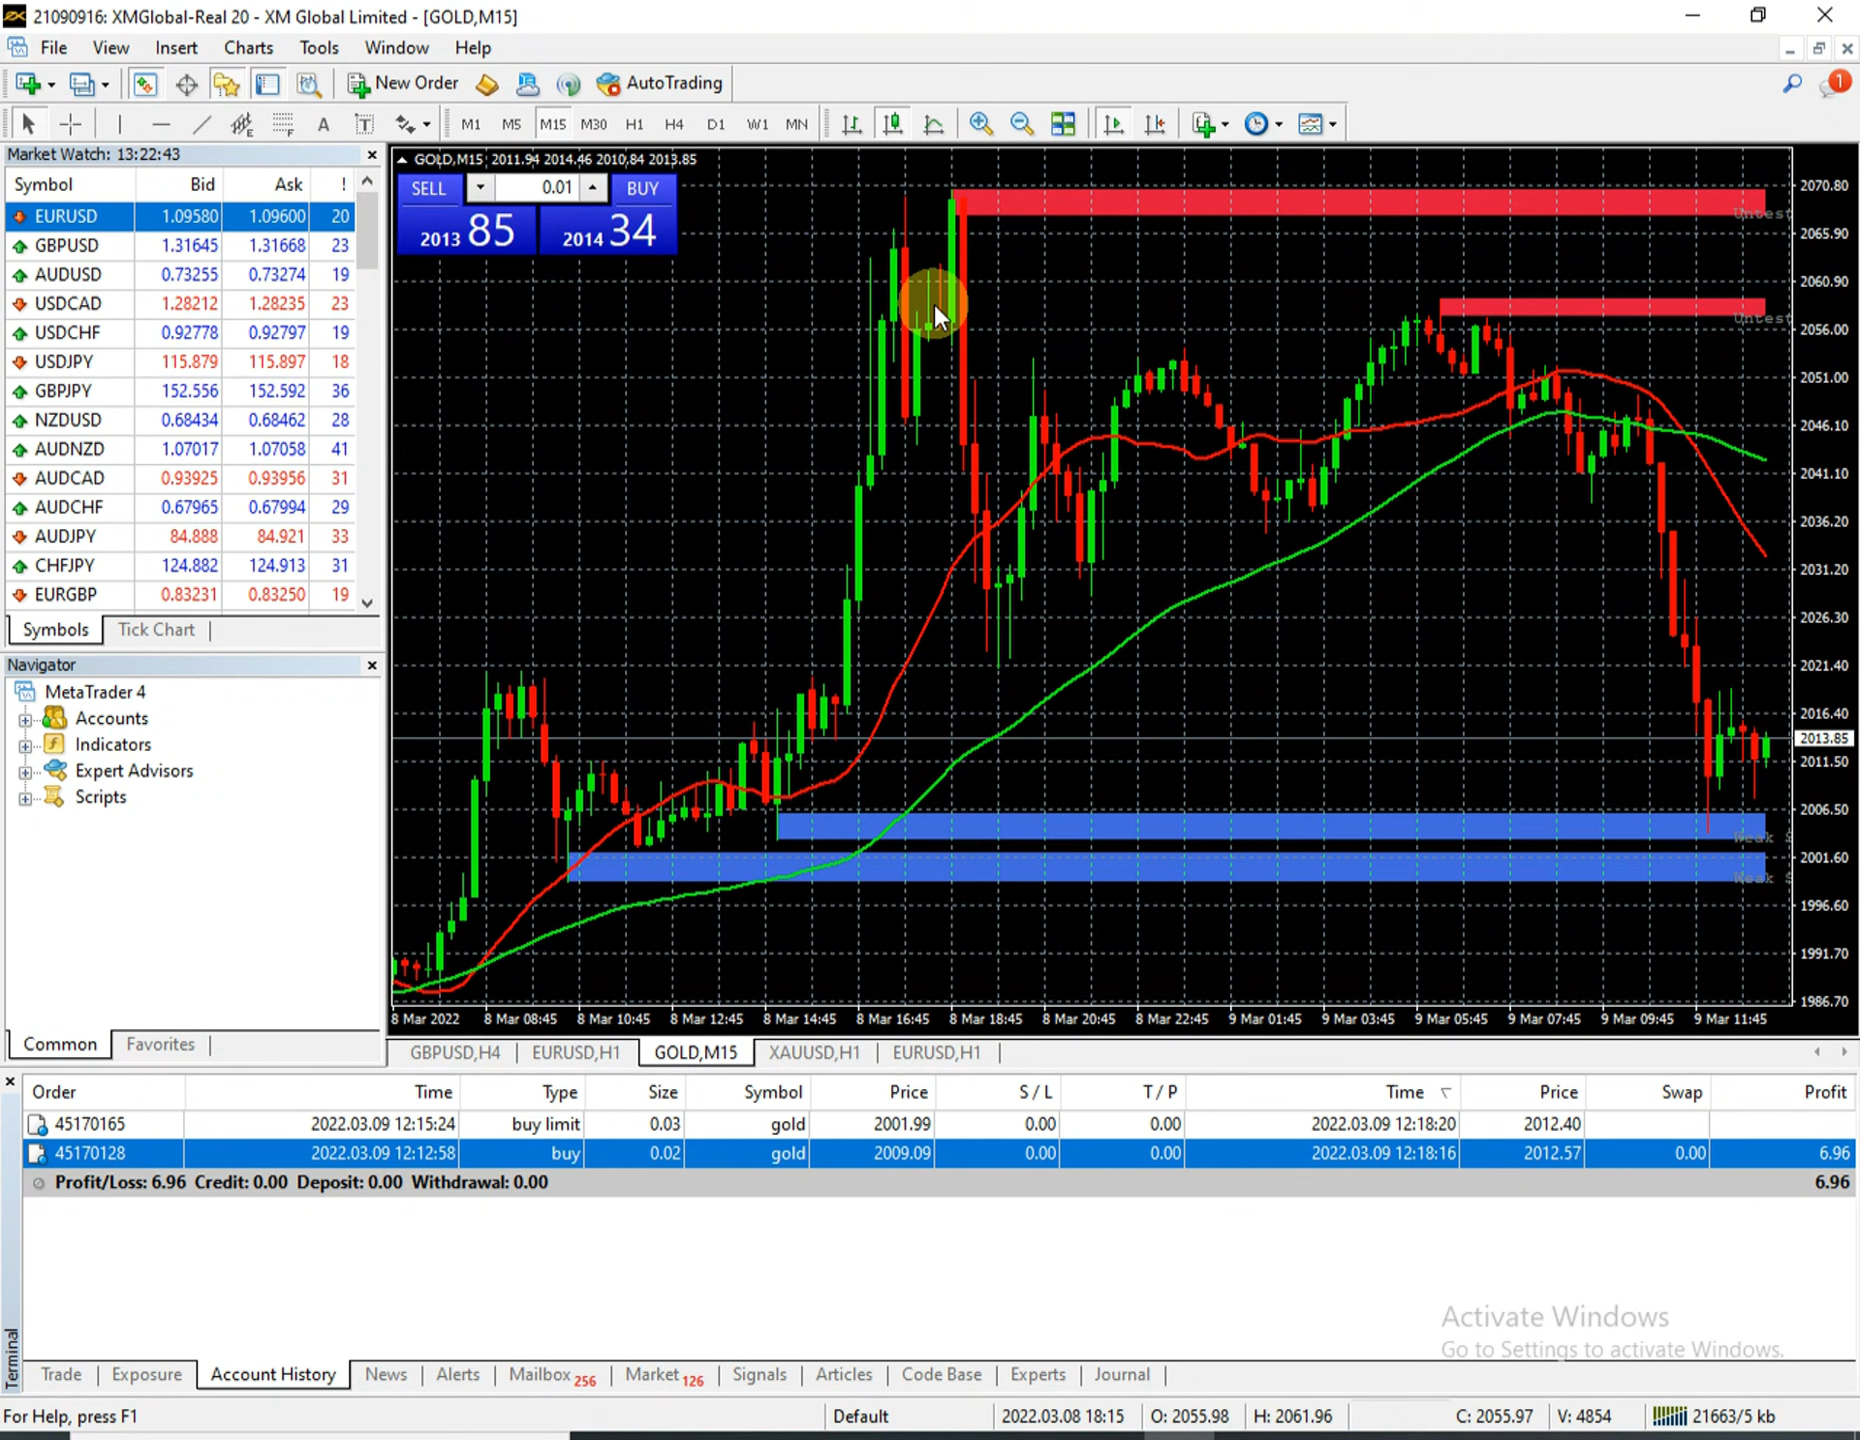 21090916: XMGlobal-Real 20 - XM Global Limited - [GOLD,M15]
File View Insert Charts Tools Window Help
New Order AutoTrading 1
A T M1 M5 M15 M30 H1 H4 D1 W1 MN
Market Watch: 13:22:43
Symbol Bid Ask !
EURUSD 1.09580 1.09600 20
GBPUSD 1.31645 1.31668 23
AUDUSD 0.73255 0.73274 19
USDCAD 1.28212 1.28235 23
USDCHF 0.92778 0.92797 19
USDJPY 115.879 115.897 18
GBPJPY 152.556 152.592 36
NZDUSD 0.68434 0.68462 28
AUDNZD 1.07017 1.07058 41
AUDCAD 0.93925 0.93956 31
AUDCHF 0.67965 0.67994 29
AUDJPY 84.888 84.921 33
CHFJPY 124.882 124.913 31
EURGBP 0.83231 0.83250 19
Symbols Tick Chart
Navigator
MetaTrader 4
Accounts
Indicators
Expert Advisors
Scripts
Common Favorites
GOLD,M15 2011.94 2014.46 2010.84 2013.85
SELL 0.01 BUY
2013 85 2014 34
Untest
Untest
Weak S
Weak S
2070.80
2065.90
2060.90
2056.00
2051.00
2046.10
2041.10
2036.20
2031.20
2026.30
2021.40
2016.40
2013.85
2011.50
2006.50
2001.60
1996.60
1991.70
1986.70
8 Mar 2022 8 Mar 08:45 8 Mar 10:45 8 Mar 12:45 8 Mar 14:45 8 Mar 16:45 8 Mar 18:45 8 Mar 20:45 8 Mar 22:45 9 Mar 01:45 9 Mar 03:45 9 Mar 05:45 9 Mar 07:45 9 Mar 09:45 9 Mar 11:45
GBPUSD,H4 EURUSD,H1 GOLD,M15 XAUUSD,H1 EURUSD,H1
Order Time Type Size Symbol Price S / L T / P Time Price Swap Profit
45170165 2022.03.09 12:15:24 buy limit 0.03 gold 2001.99 0.00 0.00 2022.03.09 12:18:20 2012.40
45170128 2022.03.09 12:12:58 buy 0.02 gold 2009.09 0.00 0.00 2022.03.09 12:18:16 2012.57 0.00 6.96
Profit/Loss: 6.96 Credit: 0.00 Deposit: 0.00 Withdrawal: 0.00 6.96
Activate Windows
Go to Settings to activate Windows.
Terminal
Trade Exposure Account History News Alerts Mailbox 256 Market 126 Signals Articles Code Base Experts Journal
For Help, press F1 Default 2022.03.08 18:15 O: 2055.98 H: 2061.96 C: 2055.97 V: 4854 21663/5 kb